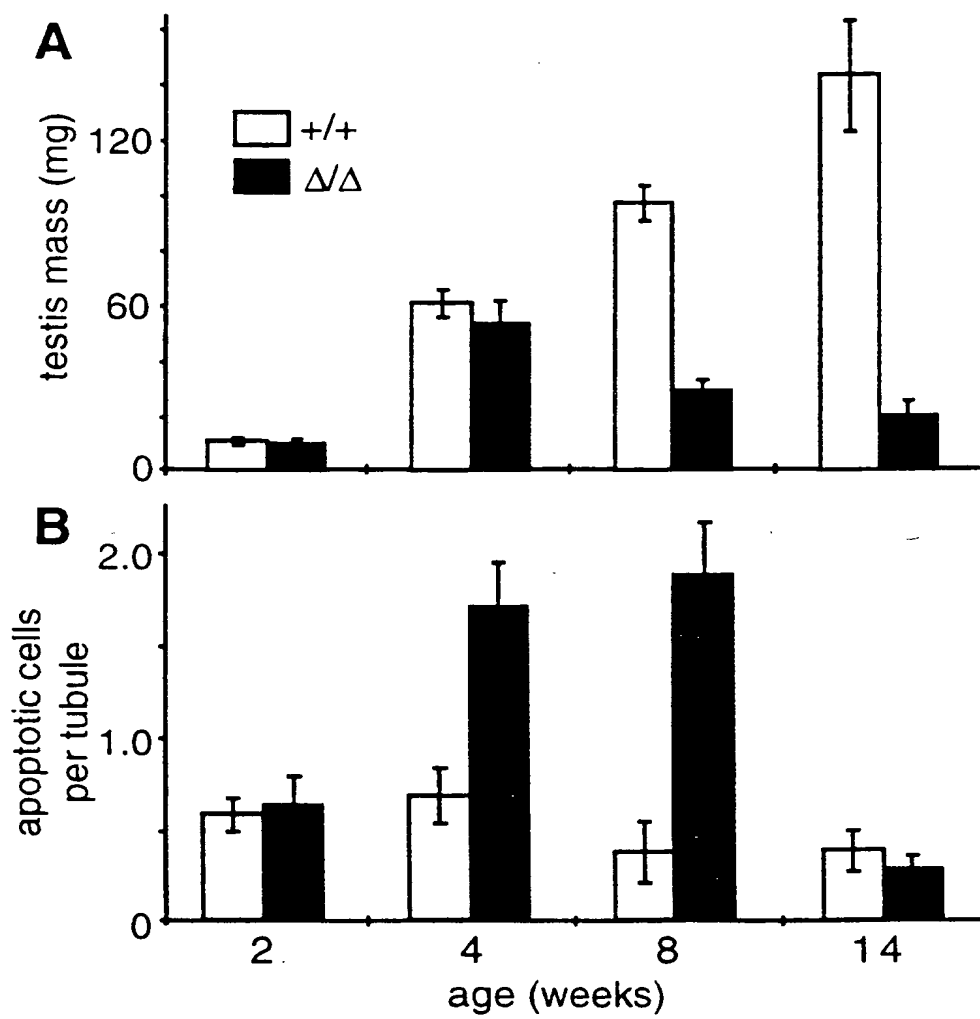 A
testis mass (mg)
120
60
0
+/+
Δ/Δ
B
apoptotic cells
per tubule
2.0
1.0
0
2
4
8
14
age (weeks)